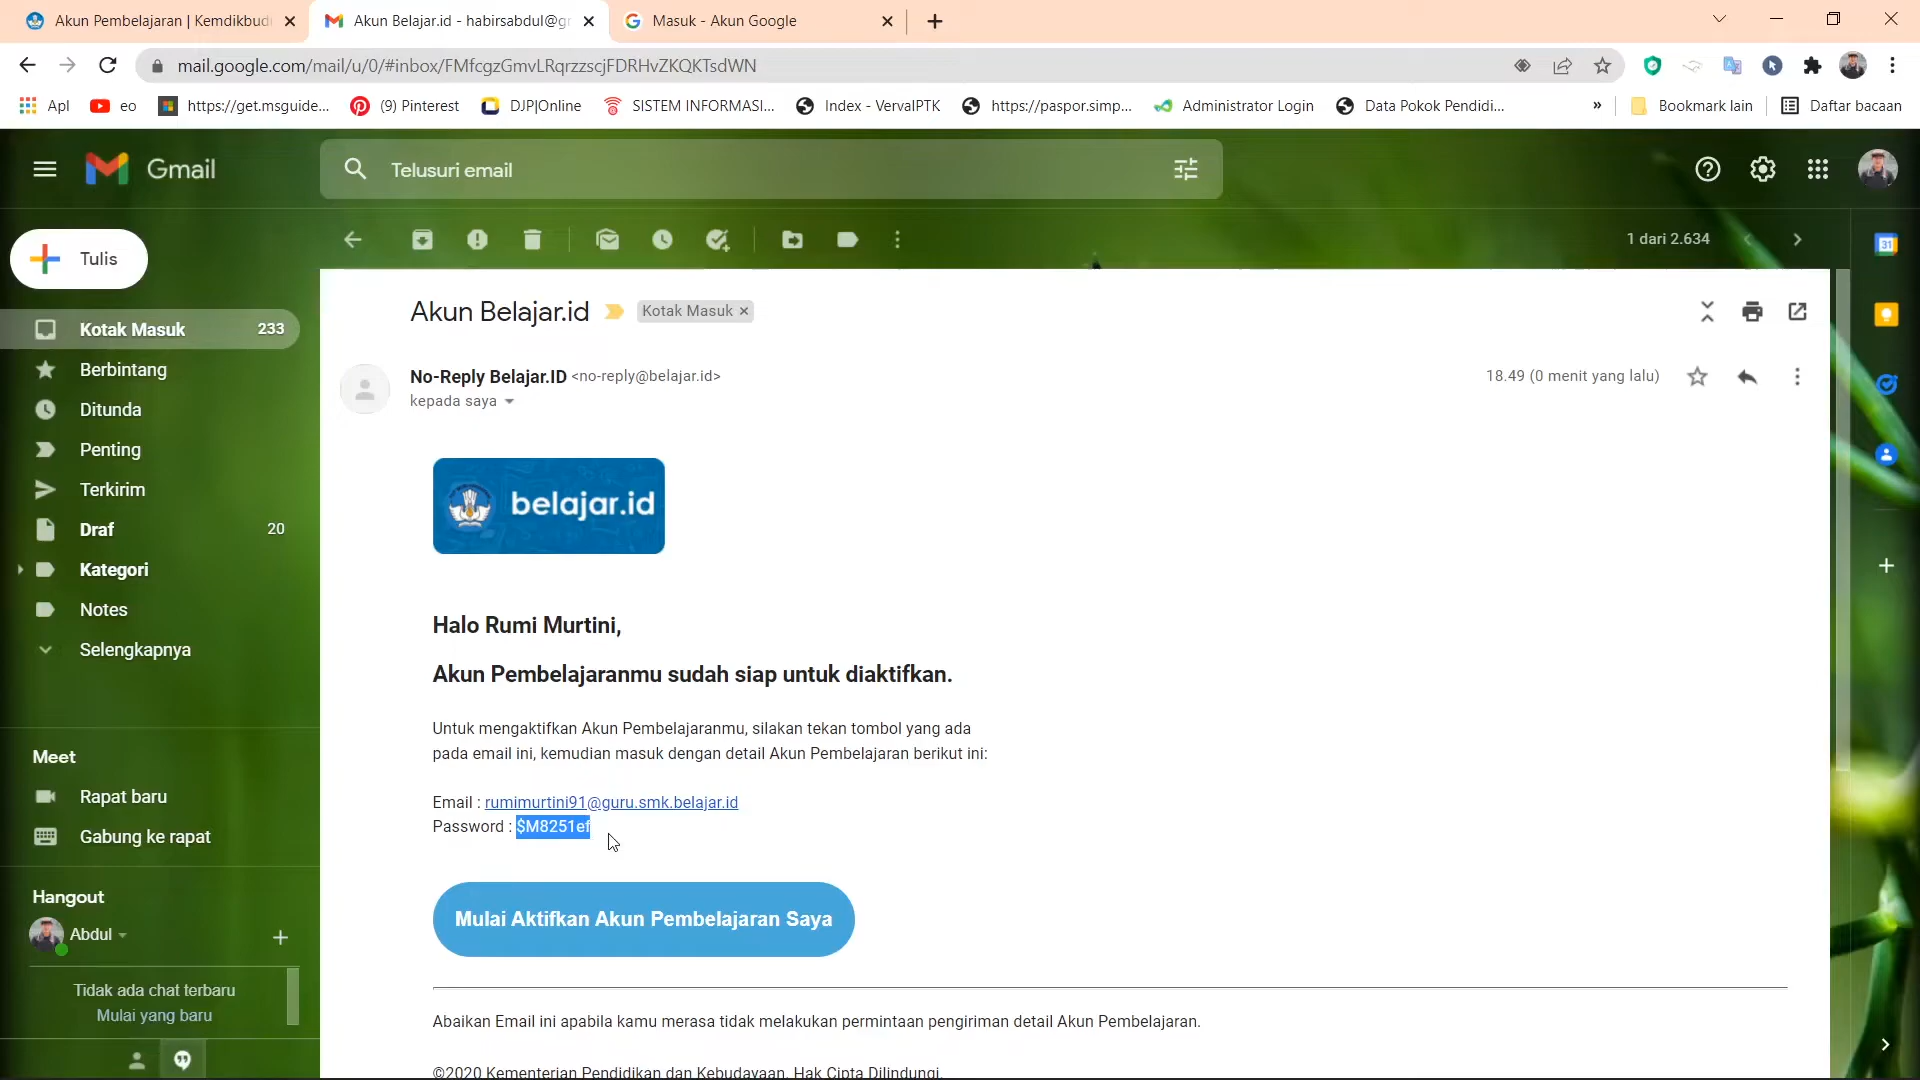 Akun Pembelajaran | Kemdikbud
Akun Belajar.id - habirsabdul@gr
Masuk - Akun Google
mail.google.com/mail/u/0/#inbox/FMfcgzGmvLRqrzzscjFDRHvZKQKTsdWN
Apl
eo
https://get.msguide...
(9) Pinterest
DJP|Online
SISTEM INFORMASI...
Index - VervalPTK
https://paspor.simp...
Administrator Login
Data Pokok Pendidi...
»
Bookmark lain
Daftar bacaan
Gmail
Telusuri email
Tulis
1 dari 2.634
31
Kotak Masuk 233
Berbintang
Ditunda
Penting
Terkirim
Draf 20
Kategori
Notes
Selengkapnya
Meet
Rapat baru
Gabung ke rapat
Hangout
Abdul
Tidak ada chat terbaru
Mulai yang baru
Akun Belajar.id
Kotak Masuk ×
No-Reply Belajar.ID <no-reply@belajar.id>
18.49 (0 menit yang lalu)
kepada saya
belajar.id
Halo Rumi Murtini,
Akun Pembelajaranmu sudah siap untuk diaktifkan.
Untuk mengaktifkan Akun Pembelajaranmu, silakan tekan tombol yang ada
pada email ini, kemudian masuk dengan detail Akun Pembelajaran berikut ini:
Email : rumimurtini91@guru.smk.belajar.id
Password : $M8251ef
Mulai Aktifkan Akun Pembelajaran Saya
Abaikan Email ini apabila kamu merasa tidak melakukan permintaan pengiriman detail Akun Pembelajaran.
©2020 Kementerian Pendidikan dan Kebudayaan. Hak Cipta Dilindungi.